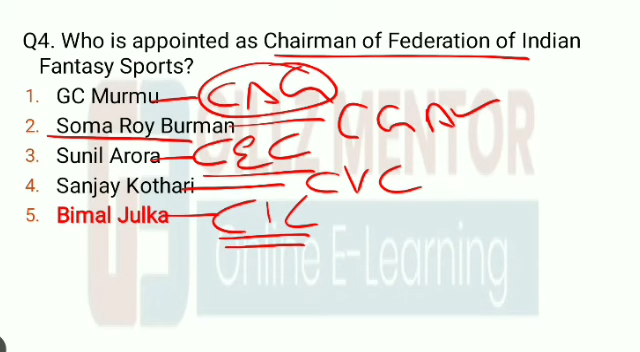 Q4. Who is appointed as Chairman of Federation of Indian
Fantasy Sports?
1. GC Murmu CAG
2. Soma Roy Burman CGA
3. Sunil Arora CEC
4. Sanjay Kothari CVC
5. Bimal Julka CIC
MENTOR
Online E-Learning